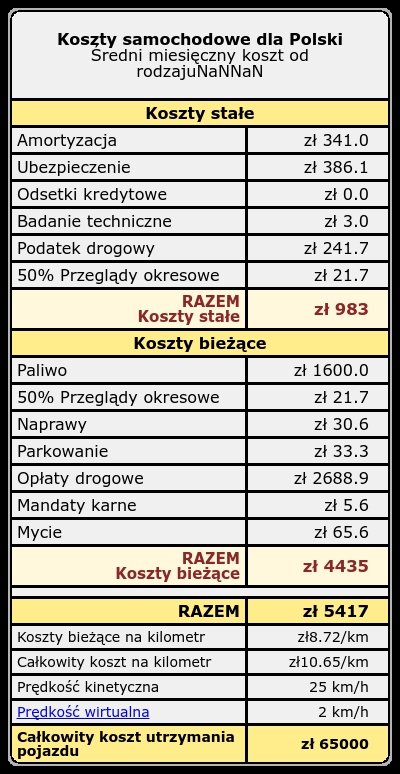 Koszty samochodowe dla Polski
Średni miesięczny koszt od
rodzajuNaNNaN
Koszty stałe
Amortyzacja zł 341.0
Ubezpieczenie zł 386.1
Odsetki kredytowe zł 0.0
Badanie techniczne zł 3.0
Podatek drogowy zł 241.7
50% Przeglądy okresowe zł 21.7
RAZEM
Koszty stałe zł 983
Koszty bieżące
Paliwo zł 1600.0
50% Przeglądy okresowe zł 21.7
Naprawy zł 30.6
Parkowanie zł 33.3
Opłaty drogowe zł 2688.9
Mandaty karne zł 5.6
Mycie zł 65.6
RAZEM
Koszty bieżące zł 4435
RAZEM zł 5417
Koszty bieżące na kilometr zł8.72/km
Całkowity koszt na kilometr zł10.65/km
Prędkość kinetyczna 25 km/h
Prędkość wirtualna 2 km/h
Całkowity koszt utrzymania
pojazdu zł 65000